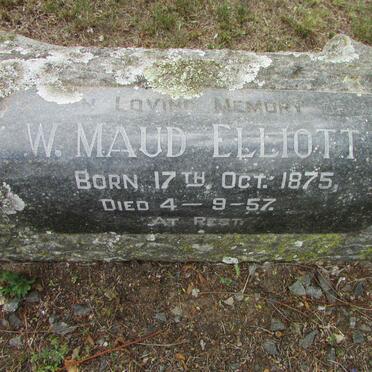 In Loving Memory
W. Maud Elliott
Born 17th Oct: 1875,
Died 4 - 9 - 57.
At Rest.